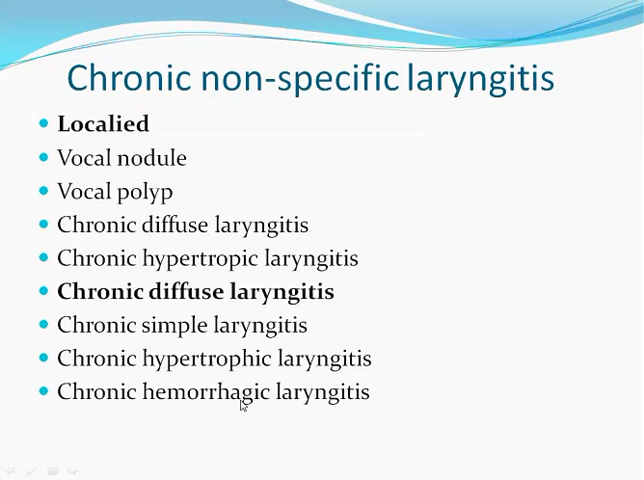 Chronic non-specific laryngitis
Localied
Vocal nodule
Vocal polyp
Chronic diffuse laryngitis
Chronic hypertropic laryngitis
Chronic diffuse laryngitis
Chronic simple laryngitis
Chronic hypertrophic laryngitis
Chronic hemorrhagic laryngitis